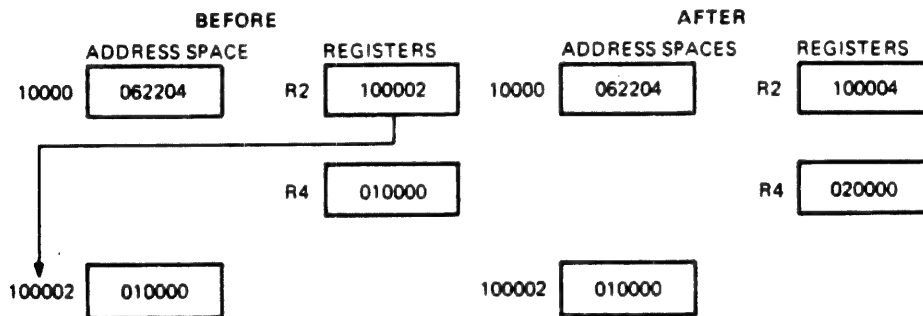 BEFORE AFTER
ADDRESS SPACE REGISTERS ADDRESS SPACES REGISTERS
10000 062204 R2 100002 10000 062204 R2 100004
R4 010000 R4 020000
100002 010000 100002 010000